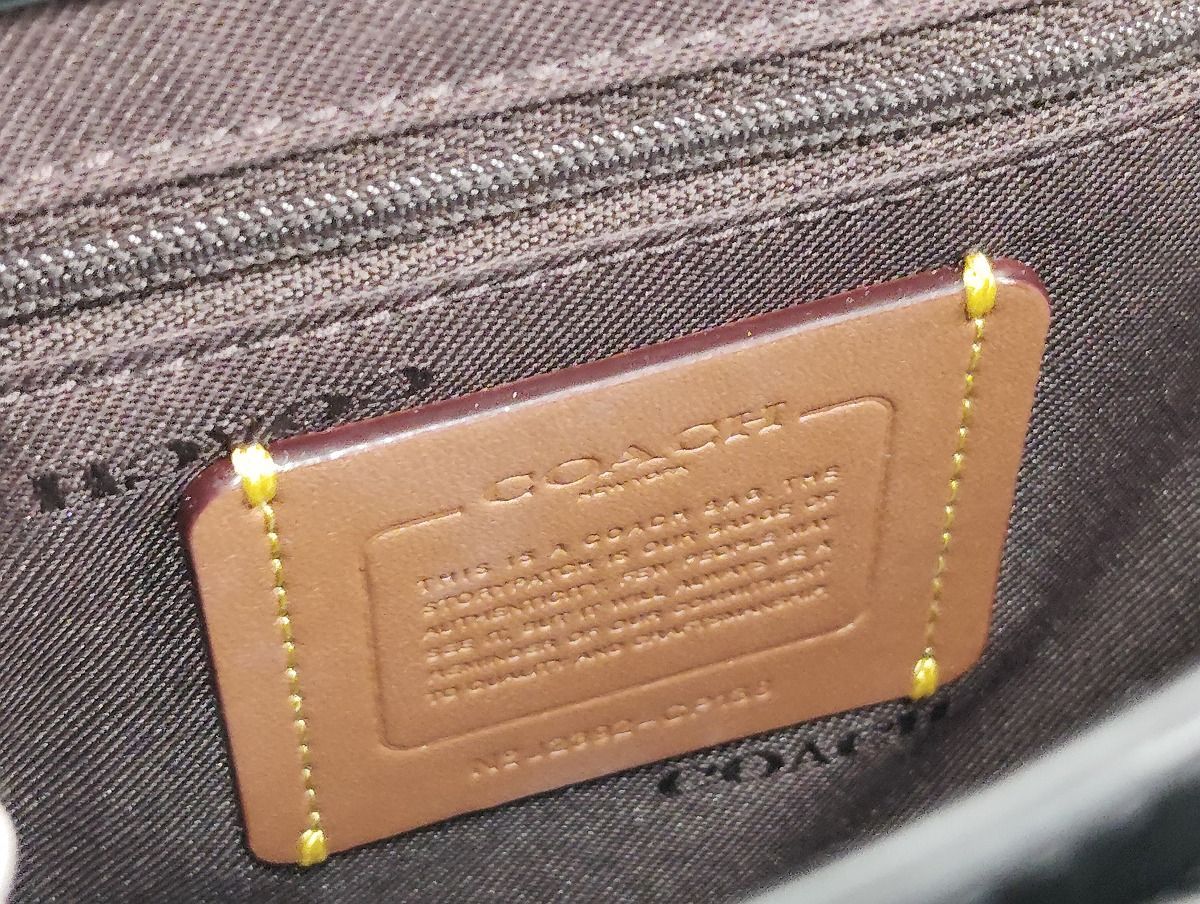 COACH
NEW YORK
THIS IS A COACH BAG. THE
STORYPATCH IS OUR BADGE OF
AUTHENTICITY. FEW PEOPLE MAY
SEE IT, BUT IT WILL ALWAYS BE A
REMINDER OF OUR COMMITMENT
TO QUALITY AND CRAFTSMANSHIP.
COACH